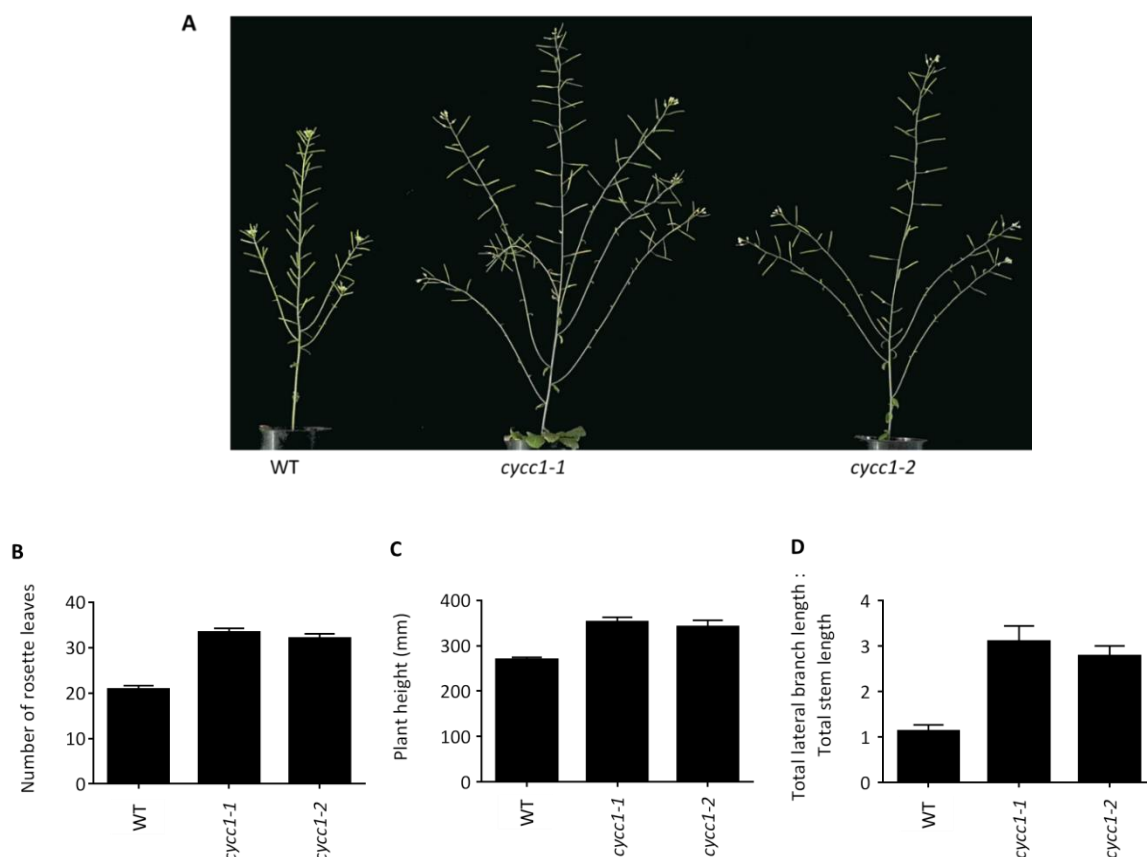 A
WT
cycc1-1
cycc1-2
B
Number of rosette leaves
40
30
20
10
0
WT
cycc1-1
cycc1-2
C
Plant height (mm)
400
300
200
100
0
WT
cycc1-1
cycc1-2
D
Total lateral branch length :
Total stem length
4
3
2
1
0
WT
cycc1-1
cycc1-2